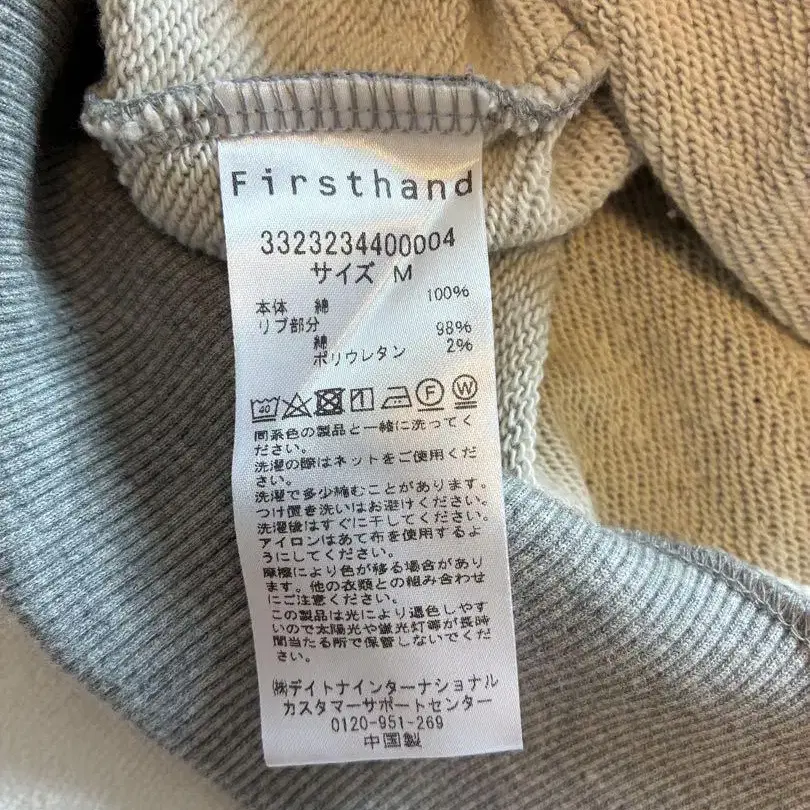 Firsthand
3323234400004
サイズ M
本体 綿 100%
リブ部分
綿 98%
ポリウレタン 2%
40 F W
同系色の製品と一緒に洗ってく
ださい。
洗濯の際はネットをご使用くだ
さい。
洗濯で多少縮むことがあります。
つけ置き洗いはお避けください。
洗濯後はすぐに干してください。
アイロンはあて布を使用するよ
うにしてください。
摩擦により色が移る場合があり
ます。他の衣類との組み合わせ
にご注意ください。
この製品は光により退色しやす
いので太陽光や蛍光灯等が長時
間当たる所で保管しないでくだ
さい。
㈱デイトナインターナショナル
カスタマーサポートセンター
0120-951-269
中国製